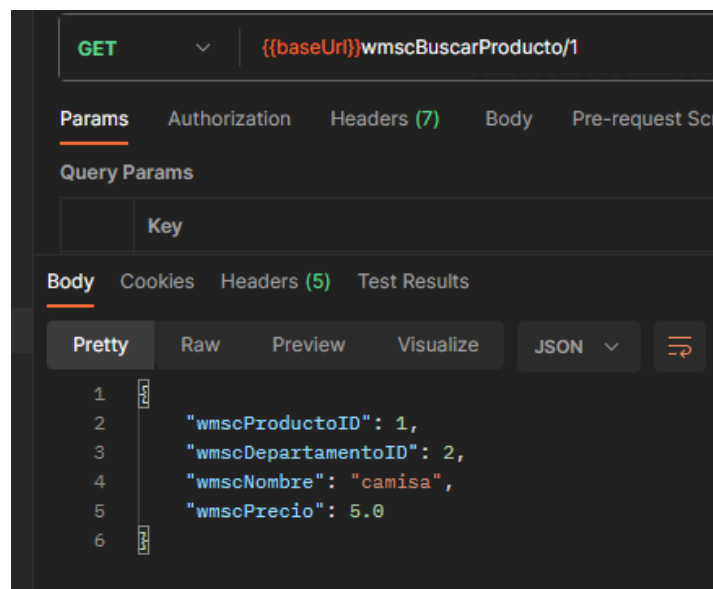 GET {{baseUrl}}wmscBuscarProducto/1
Params Authorization Headers (7) Body Pre-request Scr
Query Params
Key
Body Cookies Headers (5) Test Results
Pretty Raw Preview Visualize JSON
1 {
2 "wmscProductoID": 1,
3 "wmscDepartamentoID": 2,
4 "wmscNombre": "camisa",
5 "wmscPrecio": 5.0
6 }